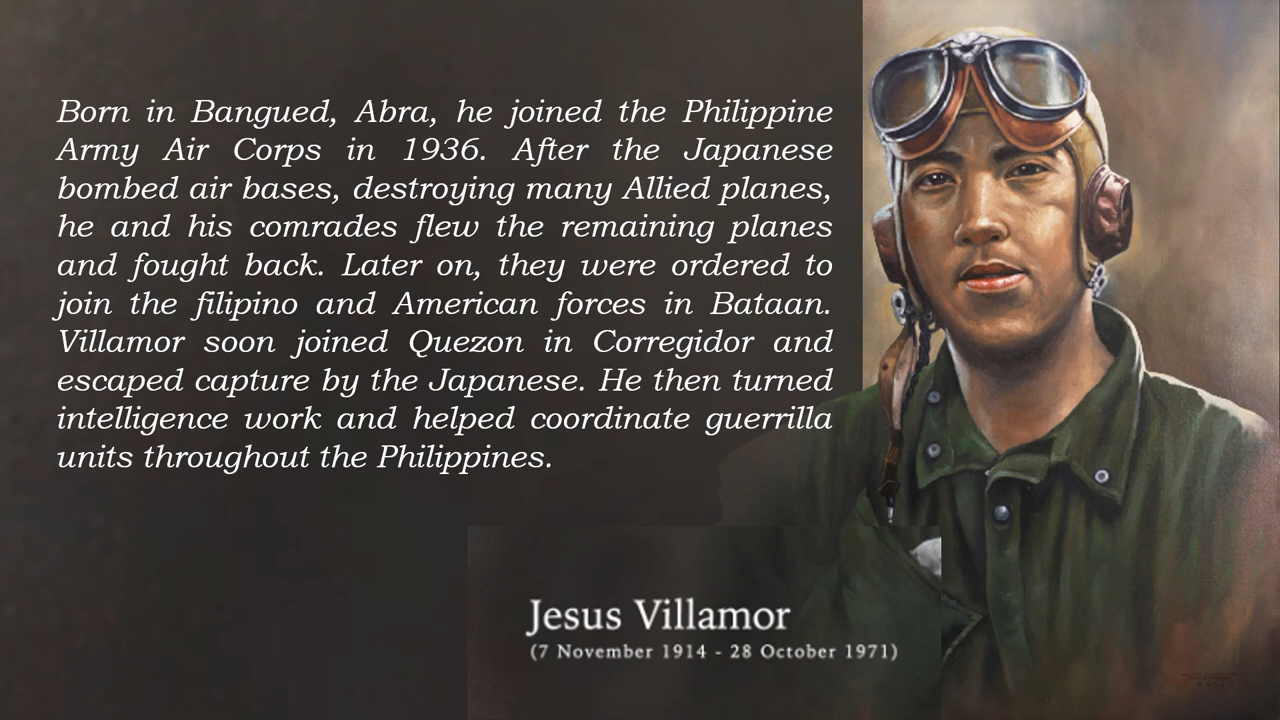 Born in Bangued, Abra, he joined the Philippine
Army Air Corps in 1936. After the Japanese
bombed air bases, destroying many Allied planes,
he and his comrades flew the remaining planes
and fought back. Later on, they were ordered to
join the filipino and American forces in Bataan.
Villamor soon joined Quezon in Corregidor and
escaped capture by the Japanese. He then turned
intelligence work and helped coordinate guerrilla
units throughout the Philippines.
Jesus Villamor
(7 November 1914 - 28 October 1971)